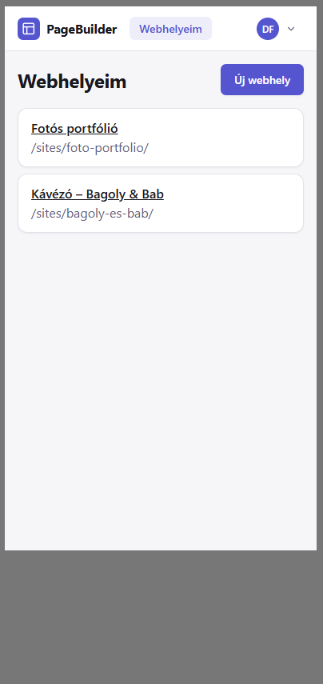 PageBuilder Webhelyeim DF
Webhelyeim Új webhely
Fotós portfólió
/sites/foto-portfolio/
Kávézó – Bagoly & Bab
/sites/bagoly-es-bab/